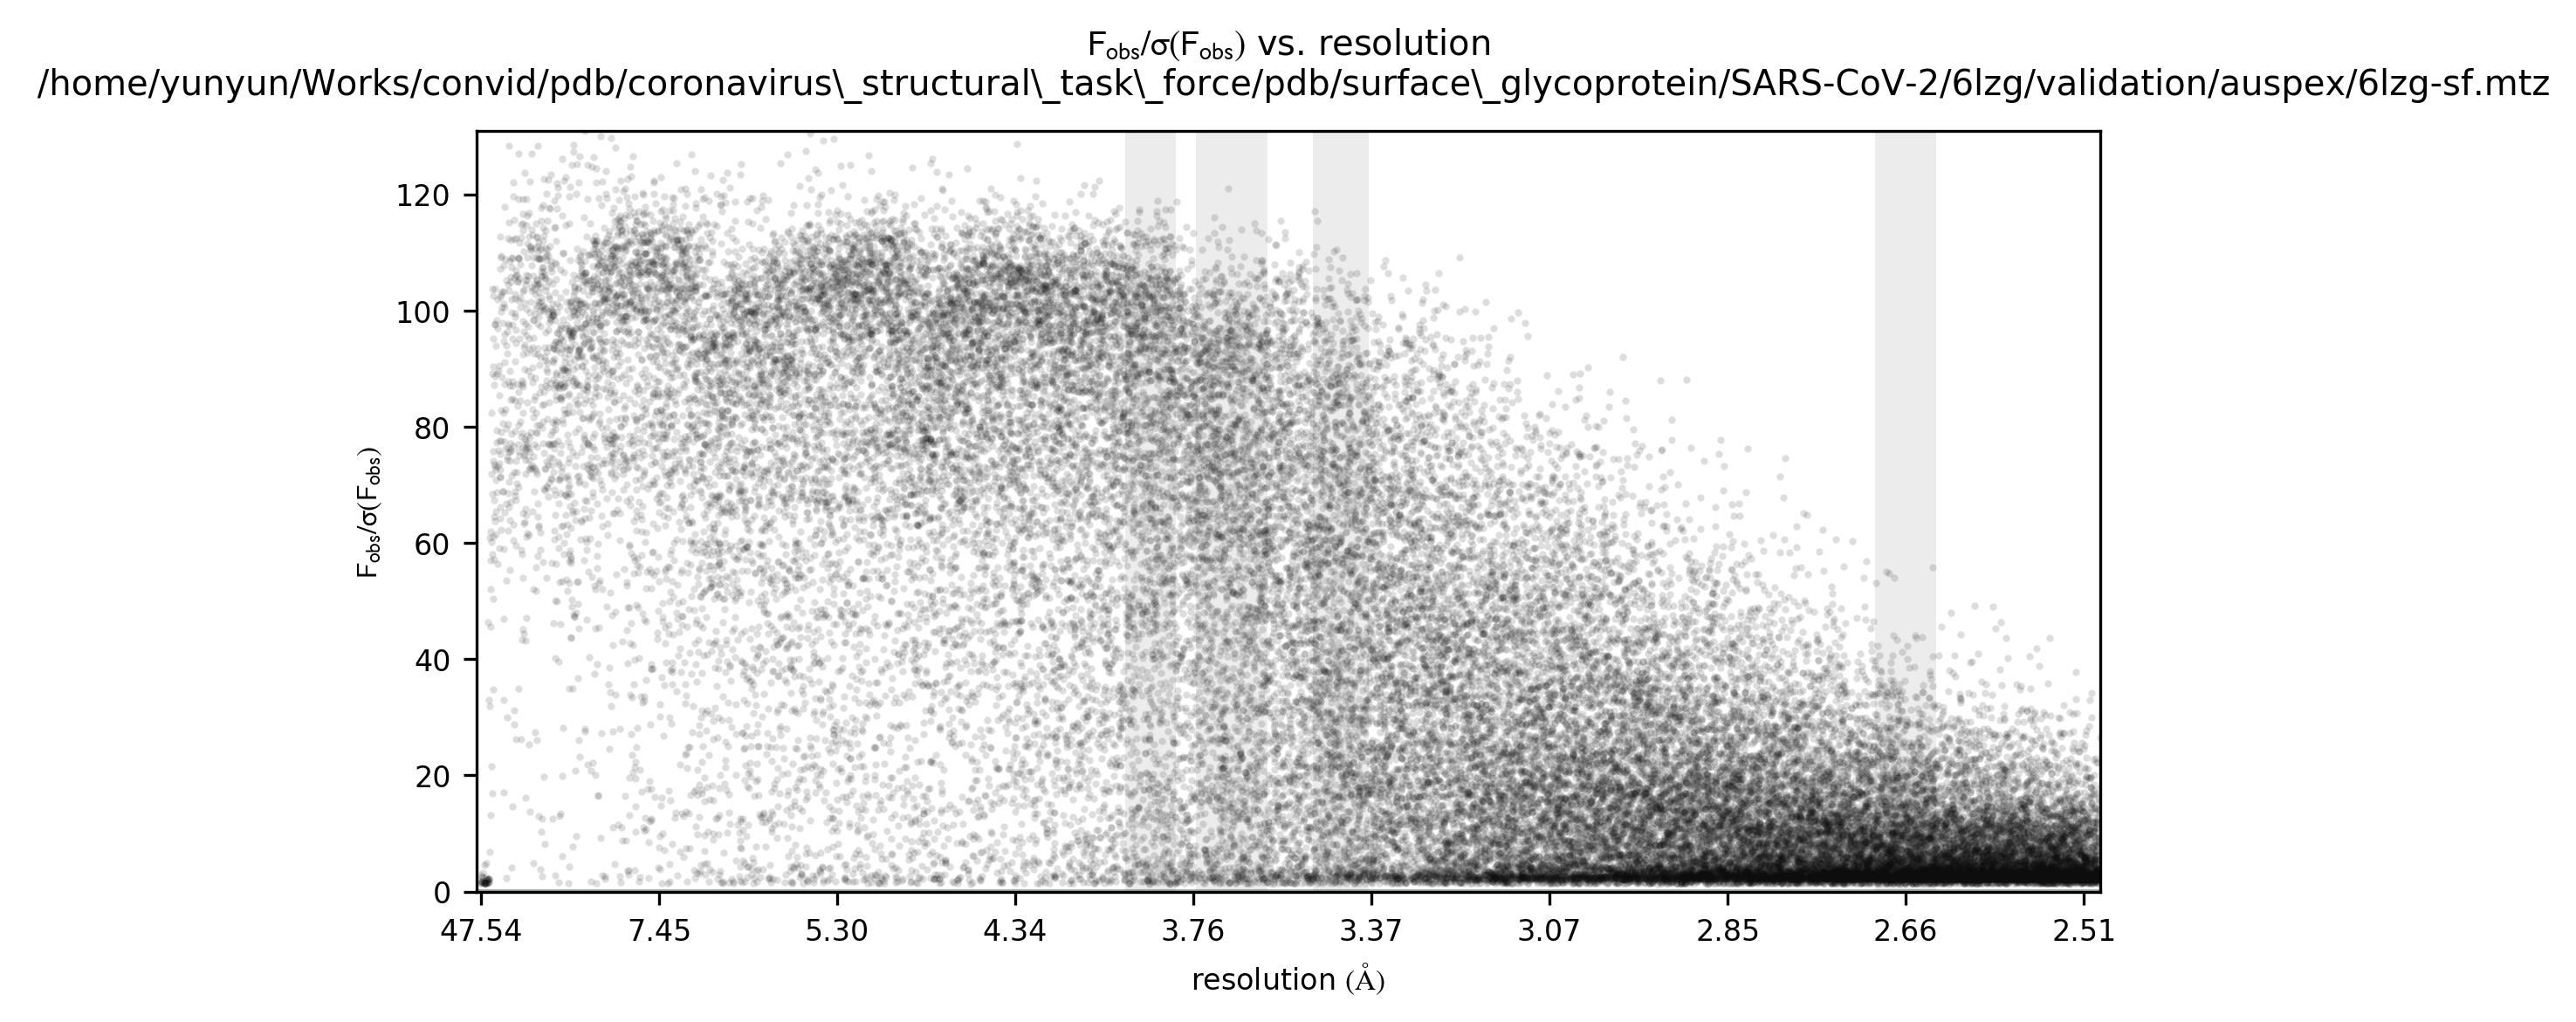 Fobs/σ(Fobs) vs. resolution
/home/yunyun/Works/convid/pdb/coronavirus\_structural\_task\_force/pdb/surface\_glycoprotein/SARS-CoV-2/6lzg/validation/auspex/6lzg-sf.mtz
120
100
80
60
40
20
0
Fobs/σ(Fobs)
47.54 7.45 5.30 4.34 3.76 3.37 3.07 2.85 2.66 2.51
resolution (Å)